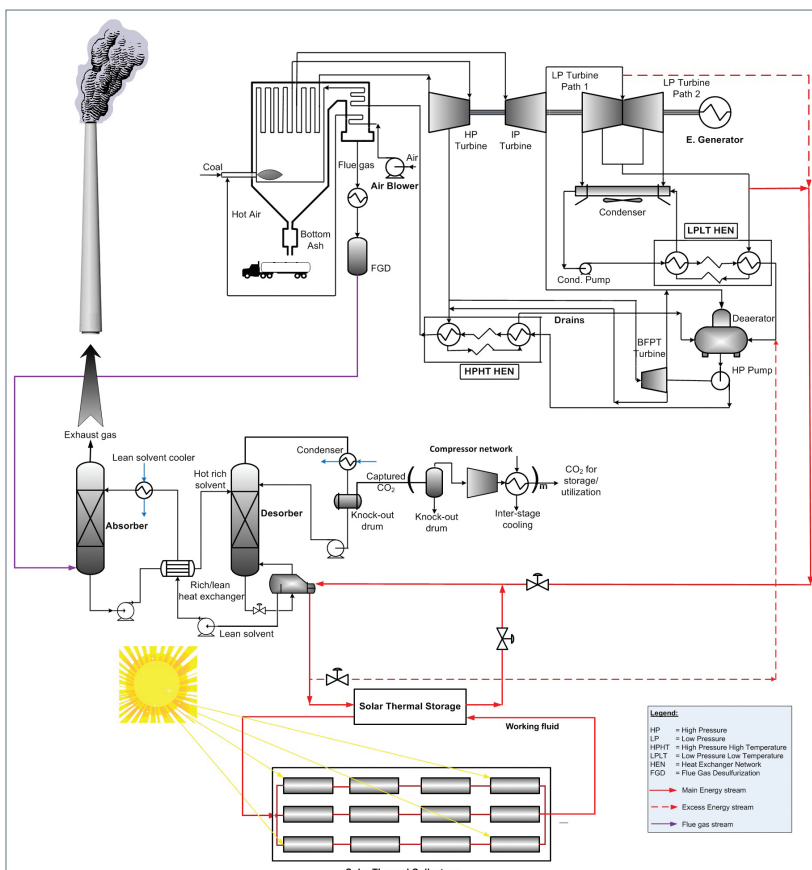 LP Turbine
Path 1
LP Turbine
Path 2
HP
Turbine
IP
Turbine
E. Generator
Coal
Flue gas
Air
Air Blower
Hot Air
Bottom
Ash
FGD
Condenser
LPLT HEN
Cond. Pump
Deaerator
Drains
BFPT
Turbine
HPHT HEN
HP Pump
Exhaust gas
Lean solvent cooler
Hot rich
solvent
Condenser
Compressor network
Captured
CO2
( )m
CO2 for
storage/
utilization
Absorber
Desorber
Knock-out
drum
Knock-out
drum
Inter-stage
cooling
Rich/lean
heat exchanger
Lean solvent
Solar Thermal Storage
Working fluid
Legend:
HP = High Pressure
LP = Low Pressure
HPHT = High Pressure High Temperature
LPLT = Low Pressure Low Temperature
HEN = Heat Exchanger Network
FGD = Flue Gas Desulfurization
Main Energy stream
Excess Energy stream
Flue gas stream